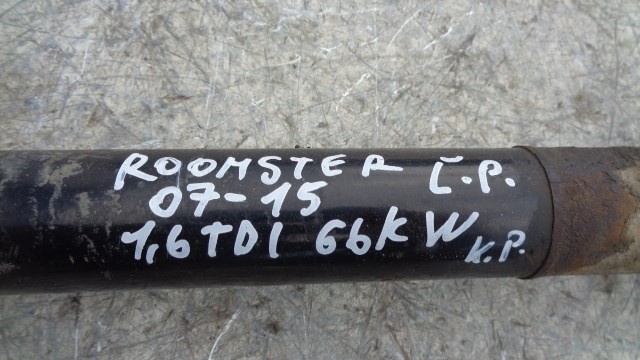 ROOMSTER Ľ.P.
07-15
1,6TDI 66KW K.P.